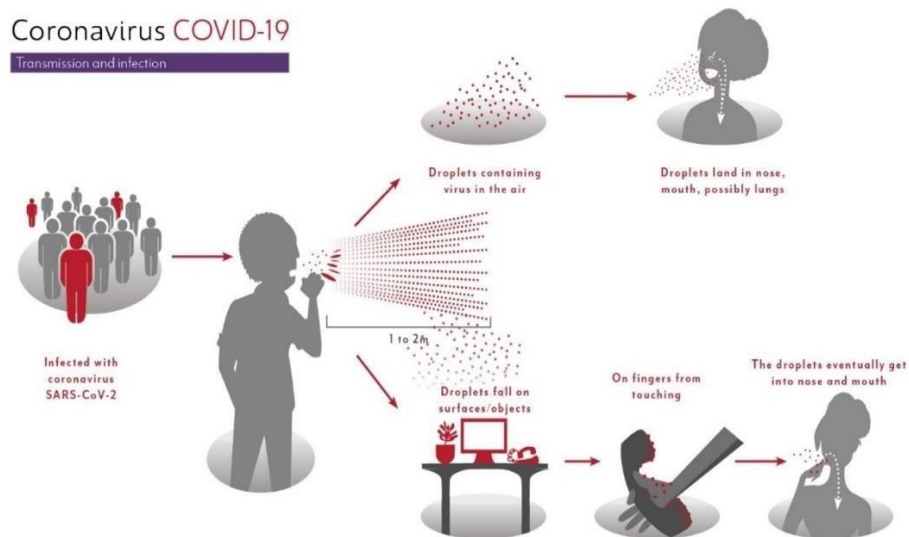 Coronavirus COVID-19
Transmission and infection
Infected with
coronavirus
SARS-CoV-2
1 to 2m
Droplets containing
virus in the air
Droplets land in nose,
mouth, possibly lungs
Droplets fall on
surfaces/objects
On fingers from
touching
The droplets eventually get
into nose and mouth